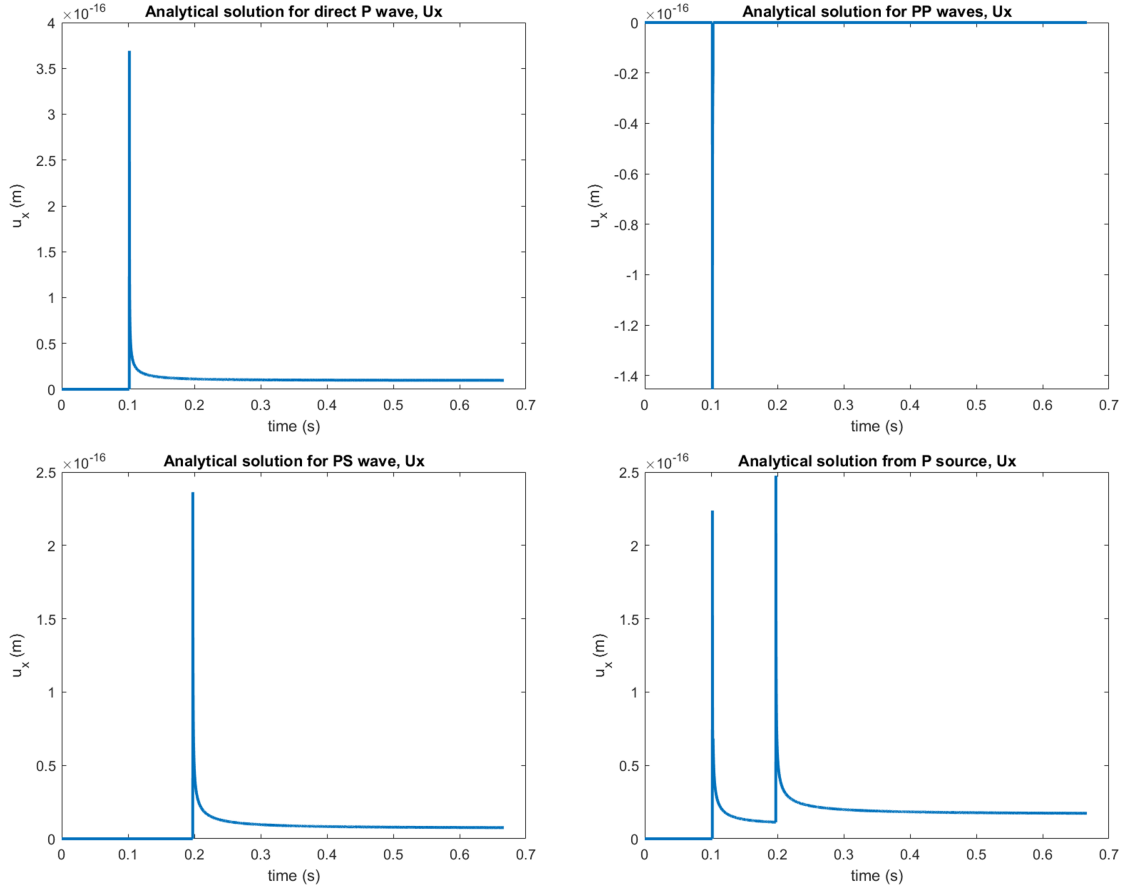 Analytical solution for direct P wave, Ux
×10-16
4
3.5
3
2.5
2
1.5
1
0.5
0
u_x (m)
0 0.1 0.2 0.3 0.4 0.5 0.6 0.7
time (s)
Analytical solution for PP waves, Ux
×10-16
0
-0.2
-0.4
-0.6
-0.8
-1
-1.2
-1.4
u_x (m)
0 0.1 0.2 0.3 0.4 0.5 0.6 0.7
time (s)
Analytical solution for PS wave, Ux
×10-16
2.5
2
1.5
1
0.5
0
u_x (m)
0 0.1 0.2 0.3 0.4 0.5 0.6 0.7
time (s)
Analytical solution from P source, Ux
×10-16
2.5
2
1.5
1
0.5
0
u_x (m)
0 0.1 0.2 0.3 0.4 0.5 0.6 0.7
time (s)